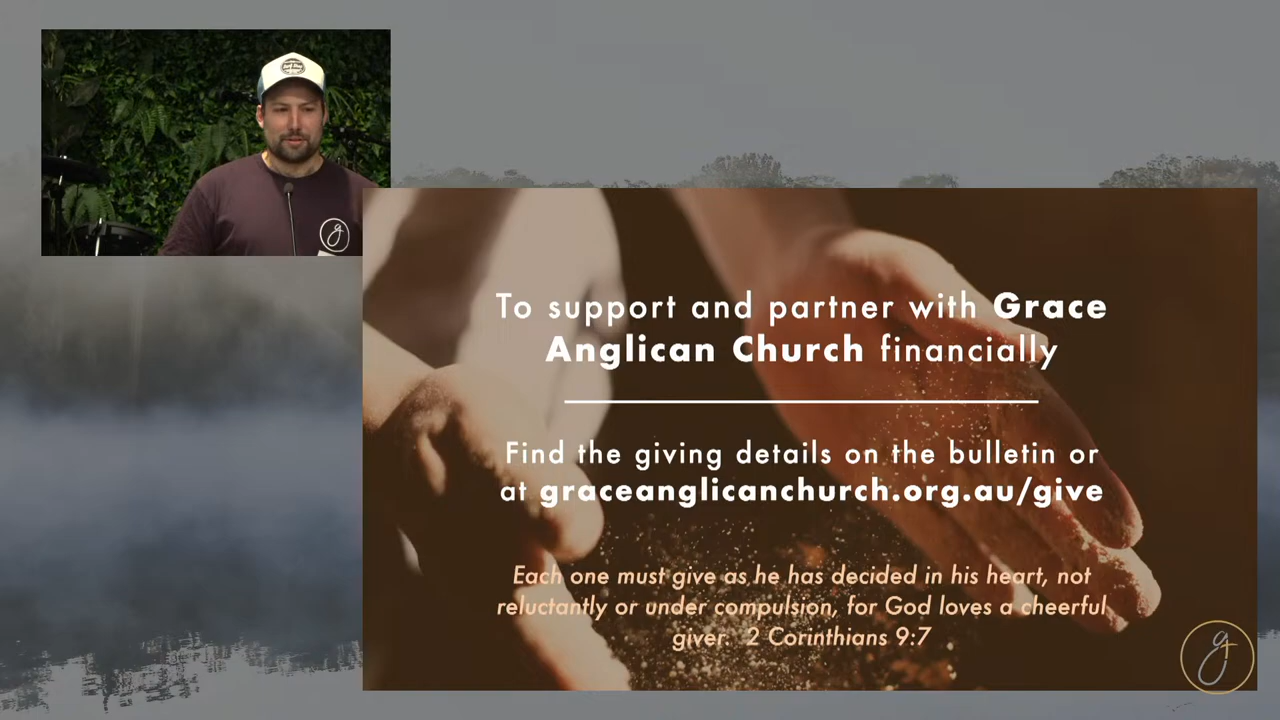 To support and partner with Grace
Anglican Church financially
Find the giving details on the bulletin or
at graceanglicanchurch.org.au/give
Each one must give as he has decided in his heart, not
reluctantly or under compulsion, for God loves a cheerful
giver.  2 Corinthians 9:7